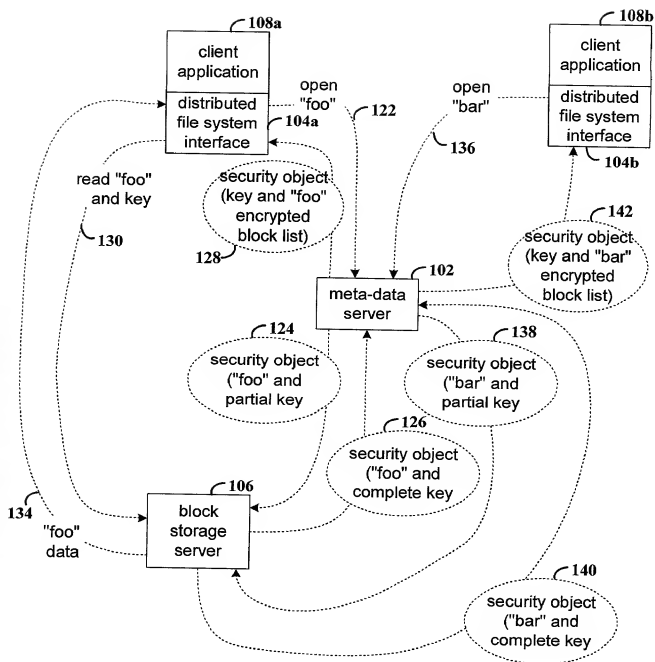 108a
client
application
distributed
file system
interface
104a
open
"foo"
122
108b
client
application
distributed
file system
interface
104b
open
"bar"
136
read "foo"
and key
130
security object
(key and "foo"
encrypted
block list)
128
142
security object
(key and "bar"
encrypted
block list)
102
meta-data
server
124
security object
("foo" and
partial key
138
security object
("bar" and
partial key
126
security object
("foo" and
complete key
106
block
storage
server
134
"foo"
data
140
security object
("bar" and
complete key